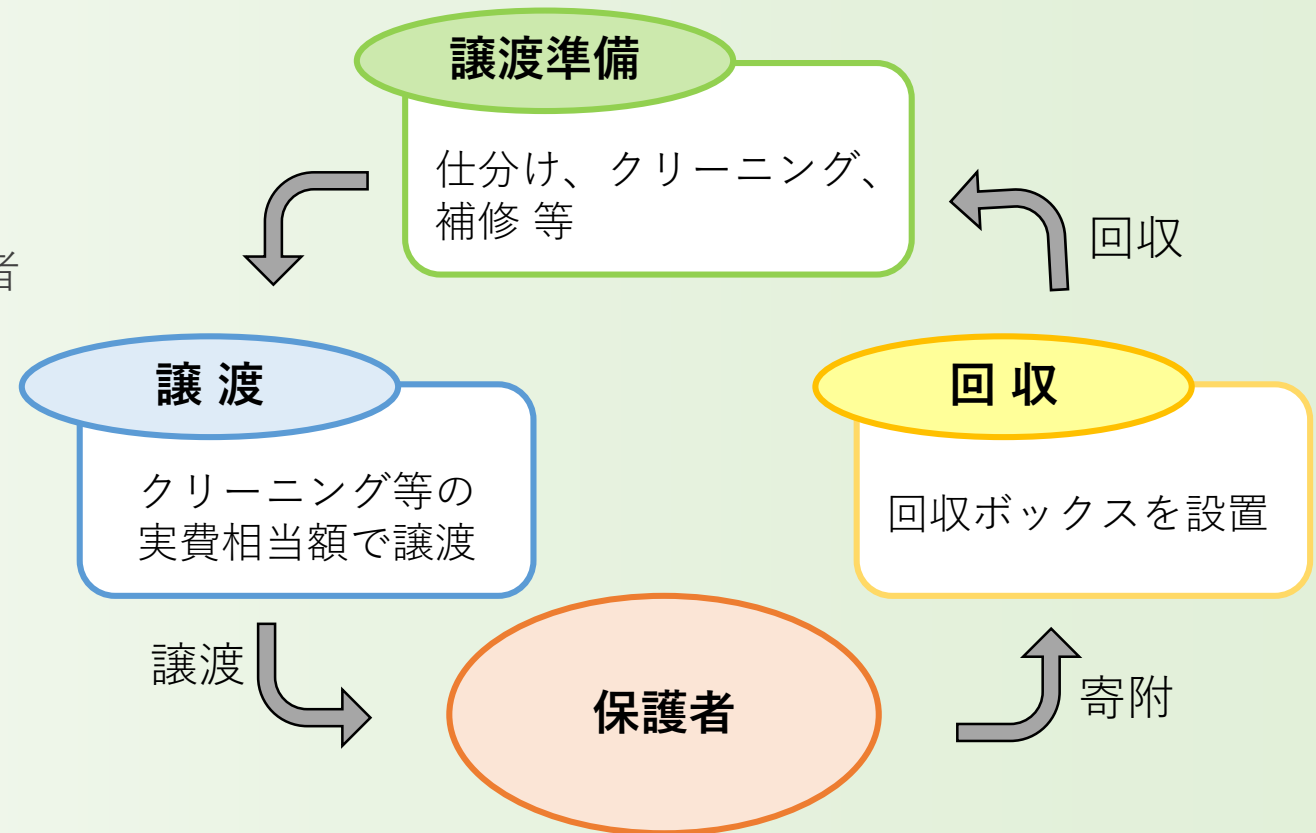 譲渡準備
仕分け、クリーニング、
補修 等
回収
者
譲 渡
クリーニング等の
実費相当額で譲渡
回 収
回収ボックスを設置
譲渡
保護者
寄附